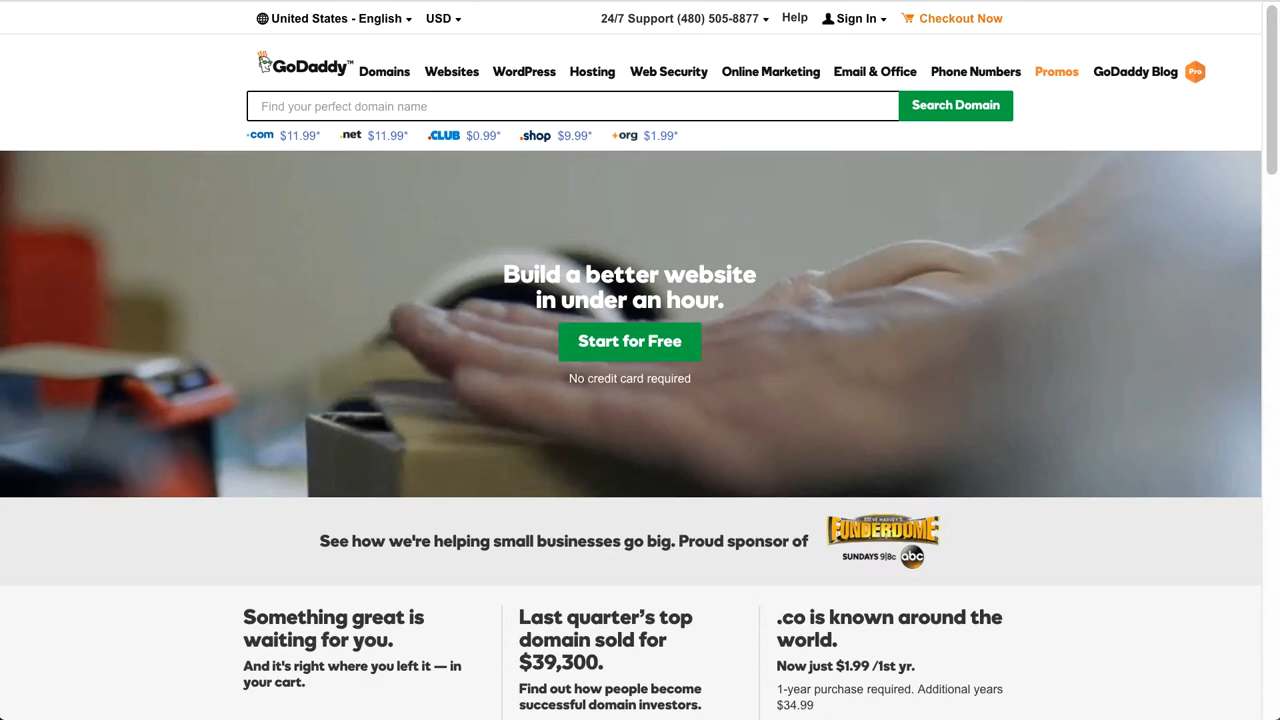 United States - English USD 24/7 Support (480) 505-8877 Help Sign In Checkout Now
GoDaddy™ Domains Websites WordPress Hosting Web Security Online Marketing Email & Office Phone Numbers Promos GoDaddy Blog Pro
Find your perfect domain name Search Domain
.com $11.99* .net $11.99* .CLUB $0.99* .shop $9.99* .org $1.99*
Build a better website
in under an hour.
Start for Free
No credit card required
See how we're helping small businesses go big. Proud sponsor of
STEVE HARVEY'S
FUNDERDOME
SUNDAYS 9|8c abc
Something great is
waiting for you.
And it's right where you left it — in
your cart.
Last quarter’s top
domain sold for
$39,300.
Find out how people become
successful domain investors.
.co is known around the
world.
Now just $1.99 /1st yr.
1-year purchase required. Additional years
$34.99